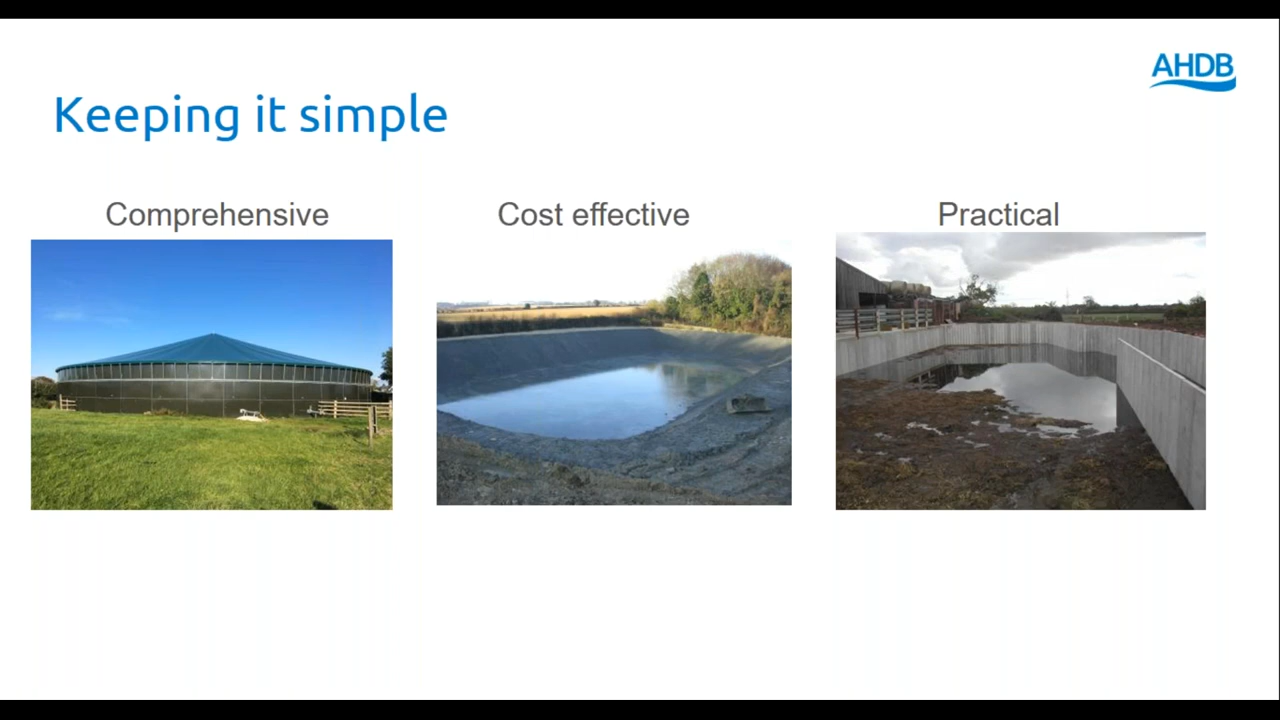 AHDB
Keeping it simple
Comprehensive
Cost effective
Practical